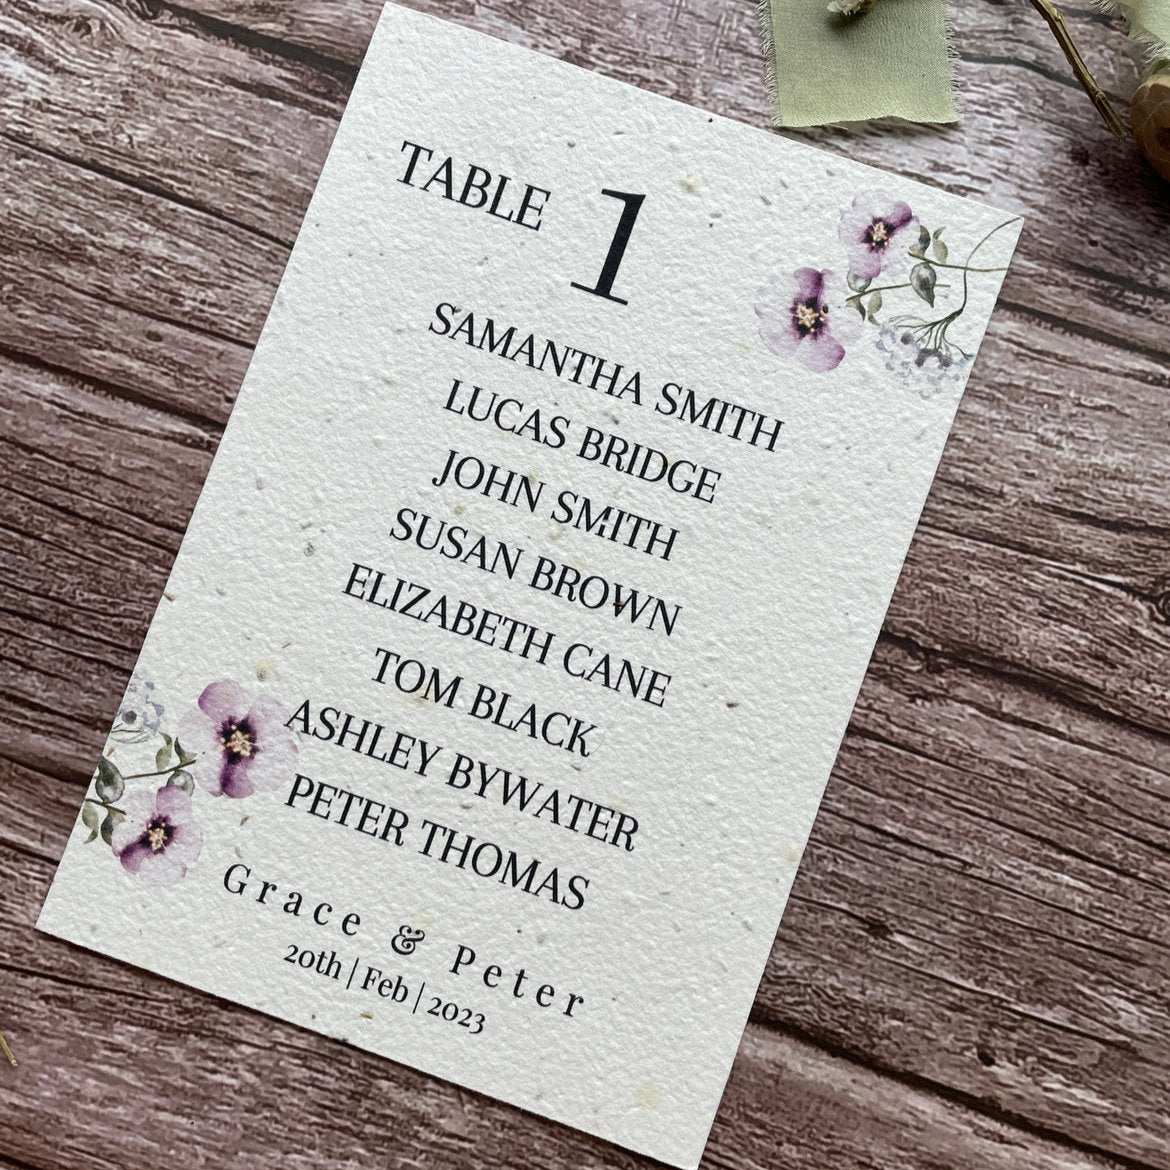 TABLE 1
SAMANTHA SMITH
LUCAS BRIDGE
JOHN SMITH
SUSAN BROWN
ELIZABETH CANE
TOM BLACK
ASHLEY BYWATER
PETER THOMAS
Grace & Peter
20th | Feb | 2023